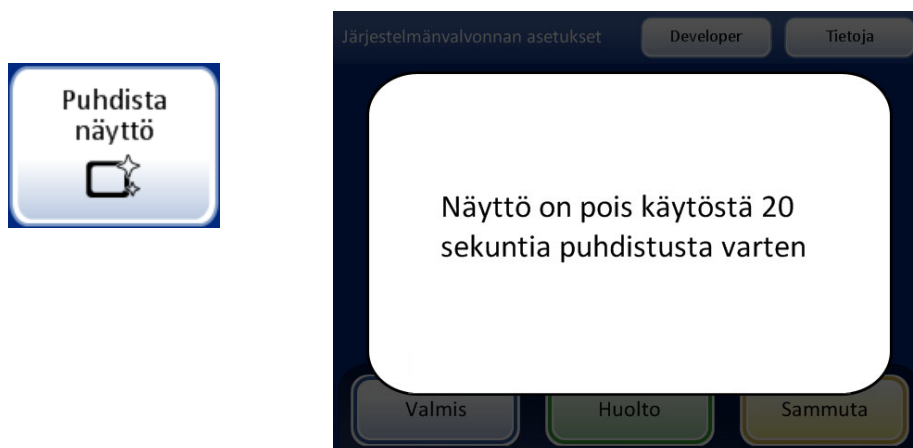 Puhdista
näyttö
Järjestelmänvalvonnan asetukset Developer Tietoja
Näyttö on pois käytöstä 20
sekuntia puhdistusta varten
Valmis Huolto Sammuta